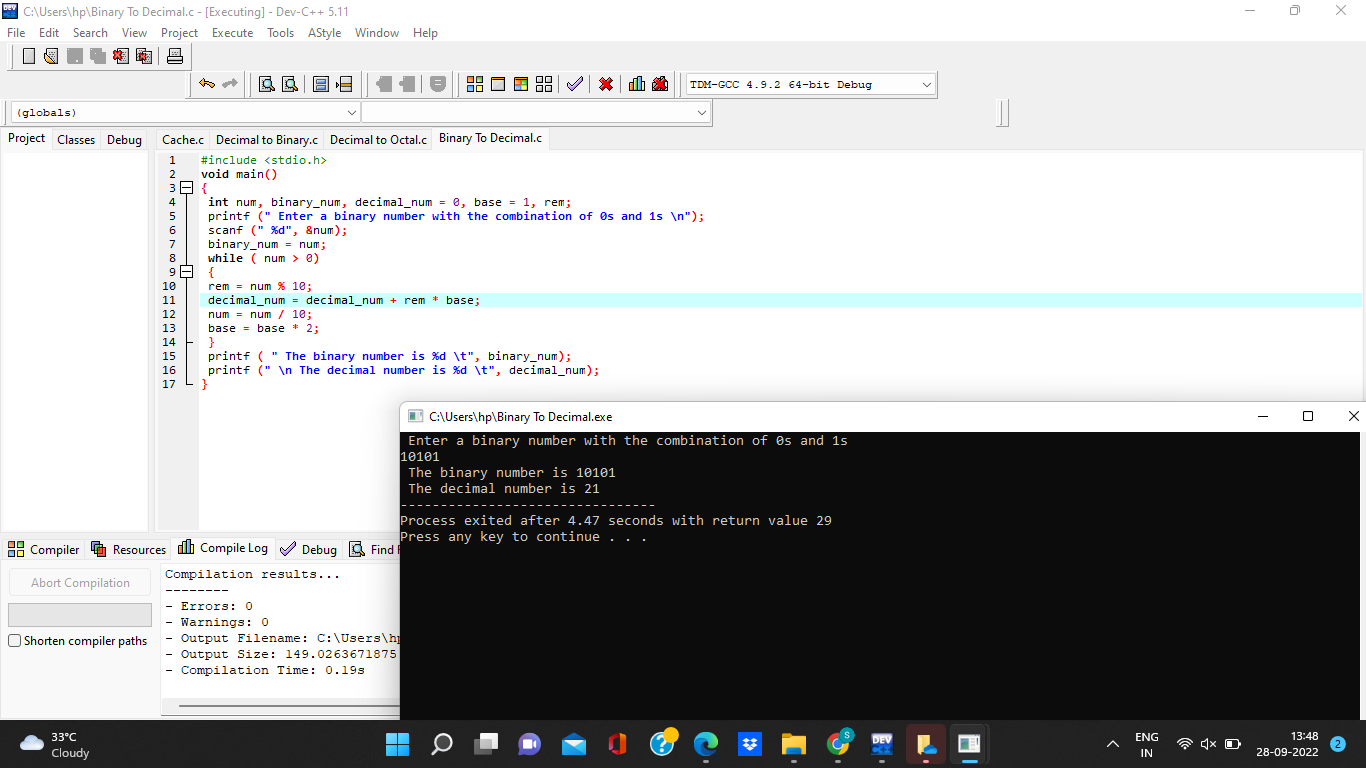 C:\Users\hp\Binary To Decimal.c - [Executing] - Dev-C++ 5.11
File Edit Search View Project Execute Tools AStyle Window Help
TDM-GCC 4.9.2 64-bit Debug
(globals)
Project Classes Debug Cache.c Decimal to Binary.c Decimal to Octal.c Binary To Decimal.c
1 #include <stdio.h>
2 void main()
3 {
4 int num, binary_num, decimal_num = 0, base = 1, rem;
5 printf (" Enter a binary number with the combination of 0s and 1s \n");
6 scanf (" %d", &num);
7 binary_num = num;
8 while ( num > 0)
9 {
10 rem = num % 10;
11 decimal_num = decimal_num + rem * base;
12 num = num / 10;
13 base = base * 2;
14 }
15 printf ( " The binary number is %d \t", binary_num);
16 printf (" \n The decimal number is %d \t", decimal_num);
17 }
C:\Users\hp\Binary To Decimal.exe
Enter a binary number with the combination of 0s and 1s
10101
The binary number is 10101
The decimal number is 21
--------------------------------
Process exited after 4.47 seconds with return value 29
Press any key to continue . . .
Compiler Resources Compile Log Debug Find
Abort Compilation
Shorten compiler paths
Compilation results...
--------
- Errors: 0
- Warnings: 0
- Output Filename: C:\Users\hp
- Output Size: 149.0263671875
- Compilation Time: 0.19s
33°C
Cloudy
DEV
S
ENG
IN
13:48
28-09-2022
2